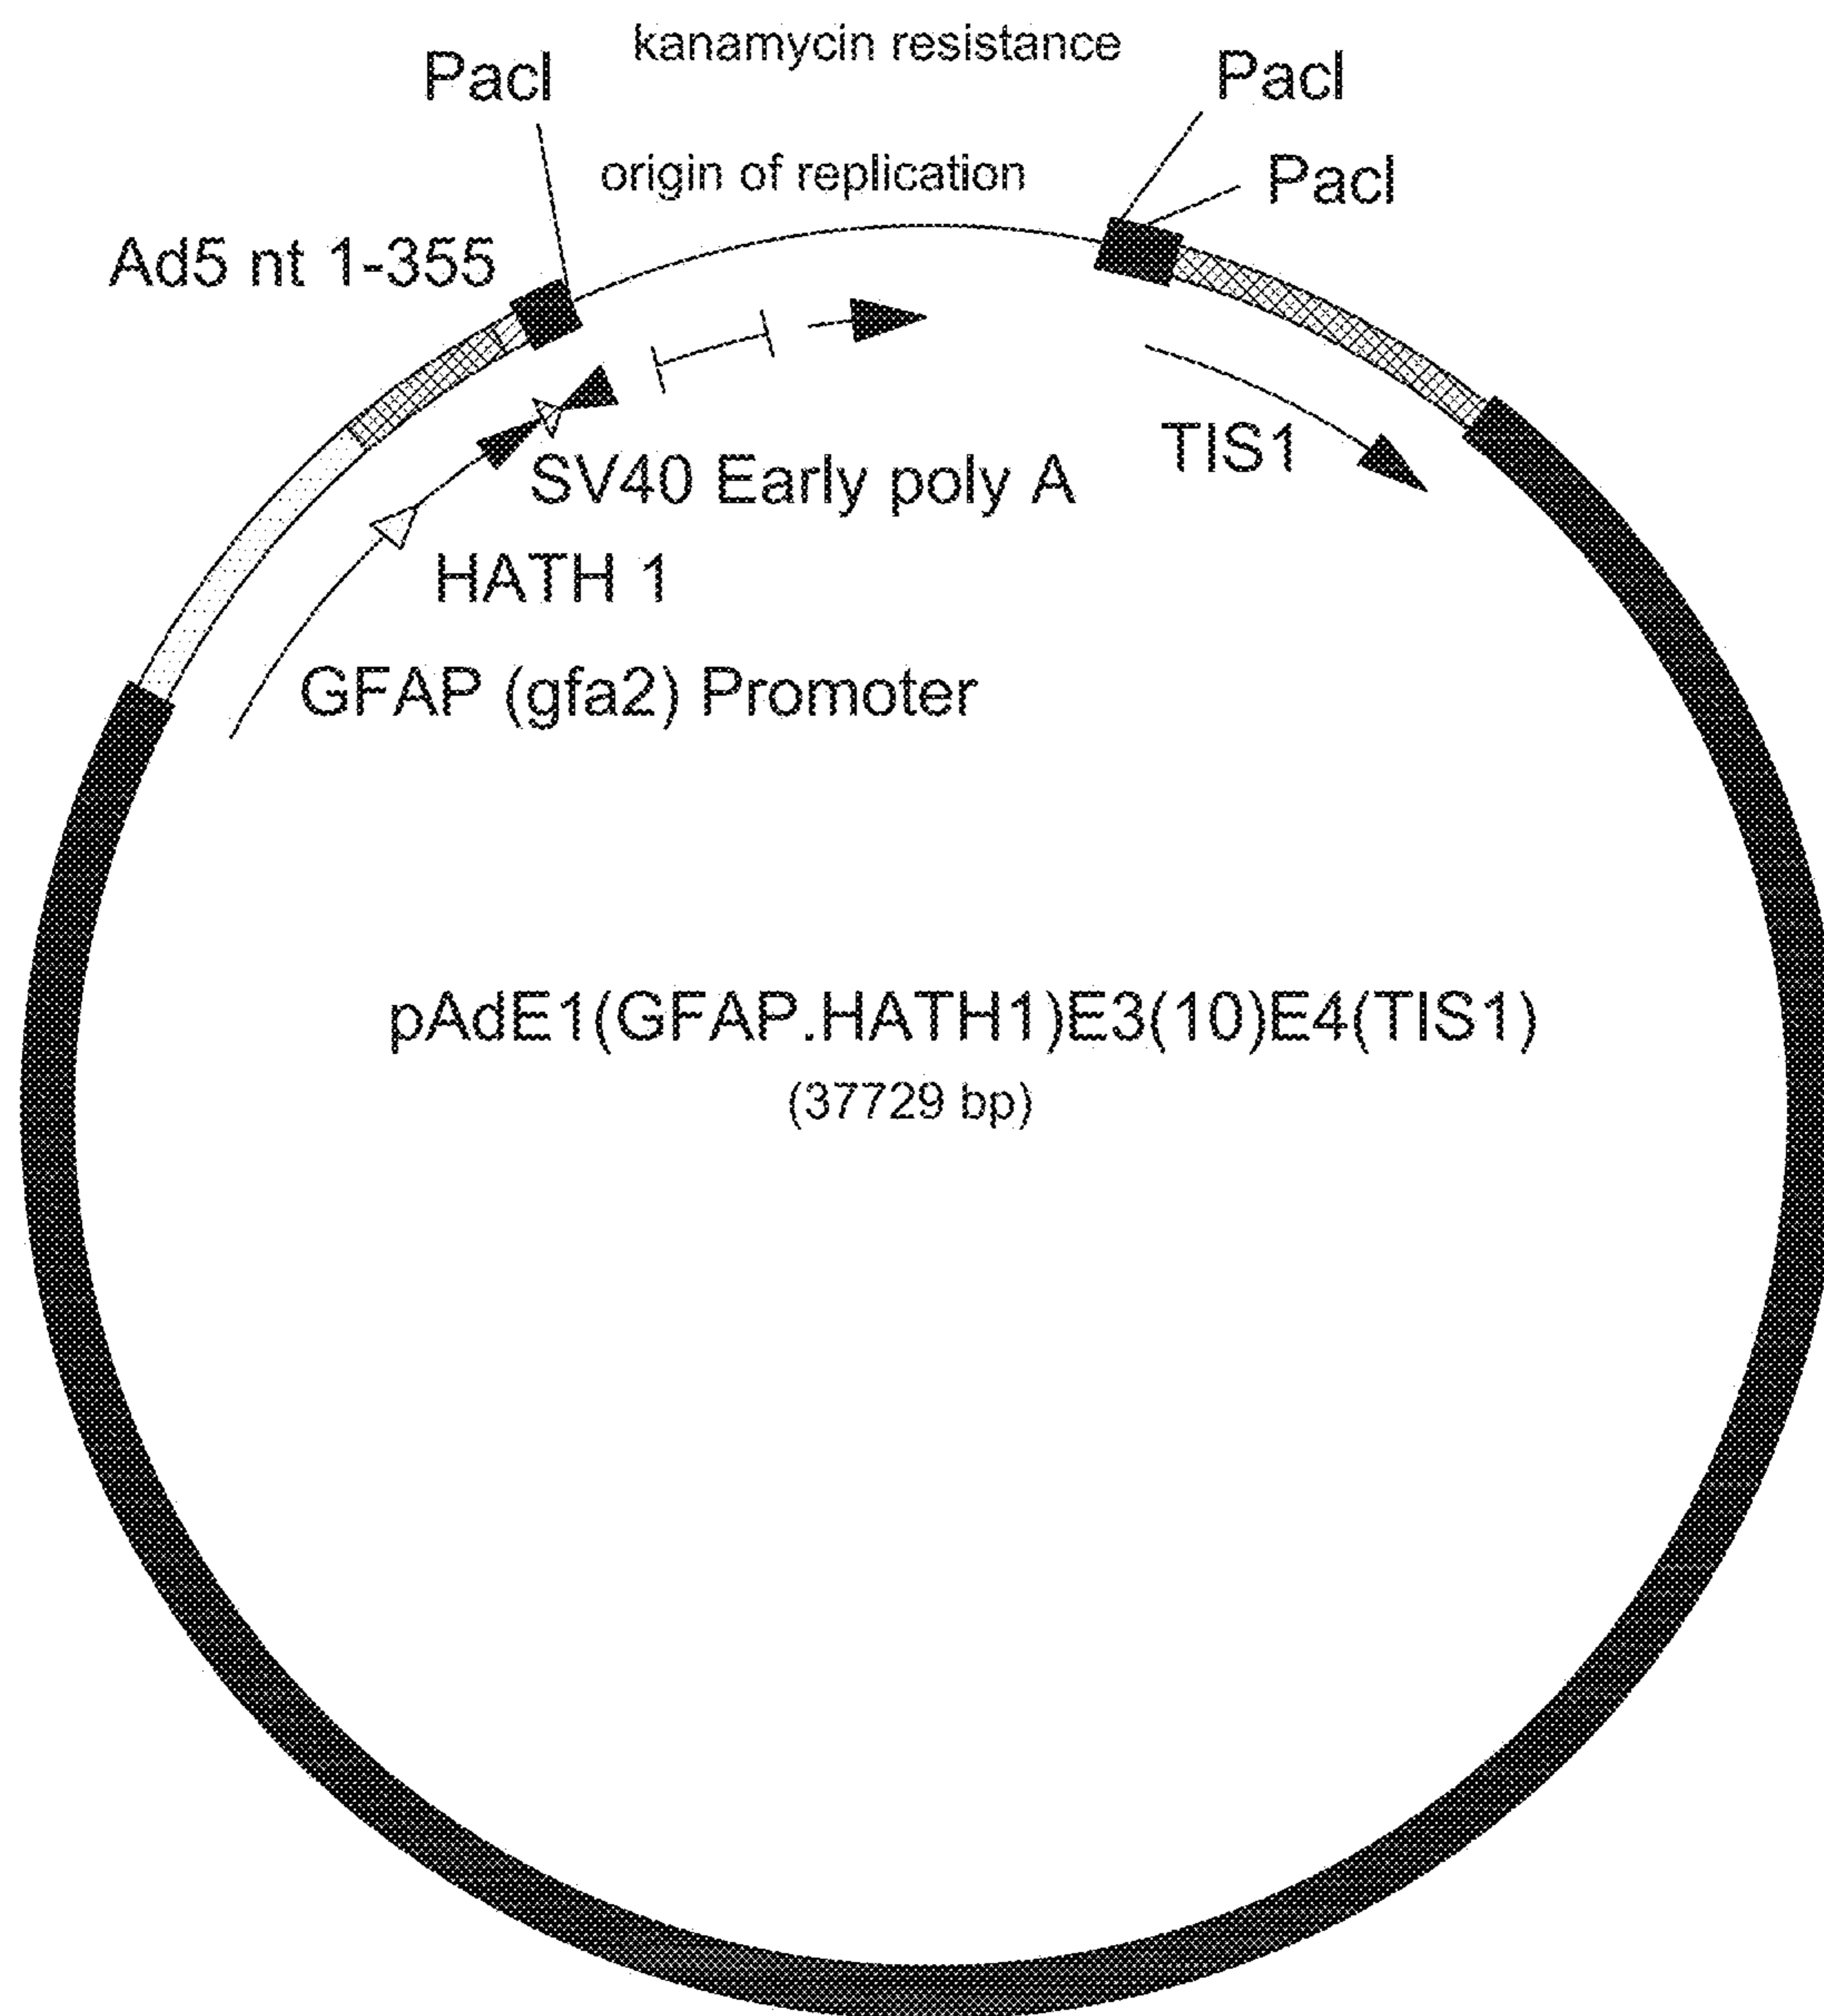 kanamycin resistance
PacI
PacI
origin of replication
PacI
Ad5 nt 1-355
TIS1
SV40 Early poly A
HATH 1
GFAP (gfa2) Promoter
pAdE1(GFAP.HATH1)E3(10)E4(TIS1)
(37729 bp)